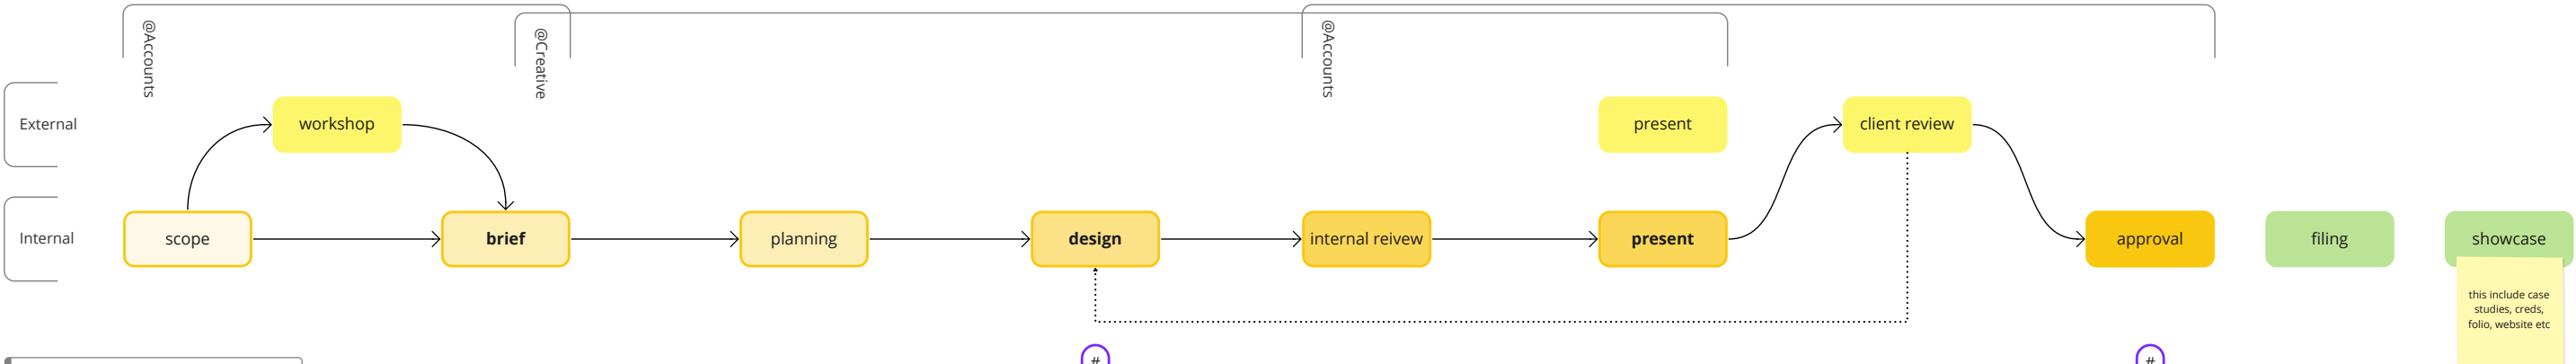 @Accounts
@Creative
@Accounts
External
workshop
present
client review
Internal
scope
brief
planning
design
internal reivew
present
approval
filing
showcase
this include case
studies, creds,
folio, website etc
#
#